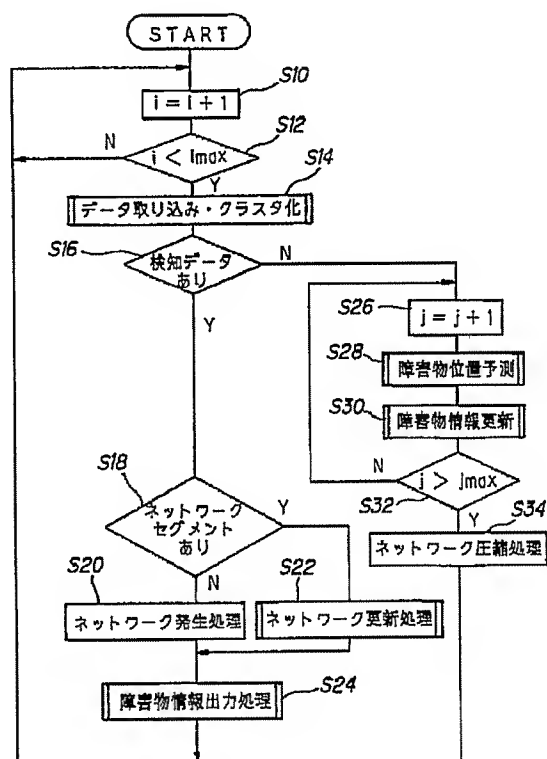 START
S10
i = i + 1
S12
N
i < imax
S14
Y
データ取り込み・クラスタ化
S16
検知データ
あり
N
Y
S26
j = j + 1
S28
障害物位置予測
S30
障害物情報更新
N
j > jmax
S32
Y
S34
ネットワーク圧縮処理
S18
ネットワーク
セグメント
あり
Y
N
S20
ネットワーク発生処理
S22
ネットワーク更新処理
障害物情報出力処理
S24